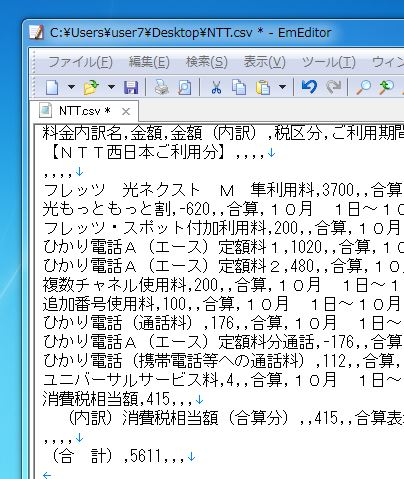 C:¥Users¥user7¥Desktop¥NTT.csv * - EmEditor
ファイル(F) 編集(E) 検索(S) 表示(V) ツール(T) ウィン
NTT.csv *
料金内訳名,金額,金額（内訳）,税区分,ご利用期間
【ＮＴＴ西日本ご利用分】,,,,↓
,,,,↓
フレッツ　光ネクスト　Ｍ　隼利用料,3700,,合算
光もっともっと割,-620,,合算,１０月　１日～１０
フレッツ・スポット付加利用料,200,,合算,１０月
ひかり電話Ａ（エース）定額料１,1020,,合算,１０
ひかり電話Ａ（エース）定額料２,480,,合算,１０月
複数チャネル使用料,200,,合算,１０月　１日～１
追加番号使用料,100,,合算,１０月　１日～１０月
ひかり電話（通話料）,176,,合算,１０月　１日～
ひかり電話Ａ（エース）定額料分通話,-176,,合算
ひかり電話（携帯電話等への通話料）,112,,合算
ユニバーサルサービス料,4,,合算,１０月　１日～
消費税相当額,415,,,↓
　（内訳）消費税相当額（合算分）,,415,,合算表
,,,,↓
（合　計）,5611,,,↓
←